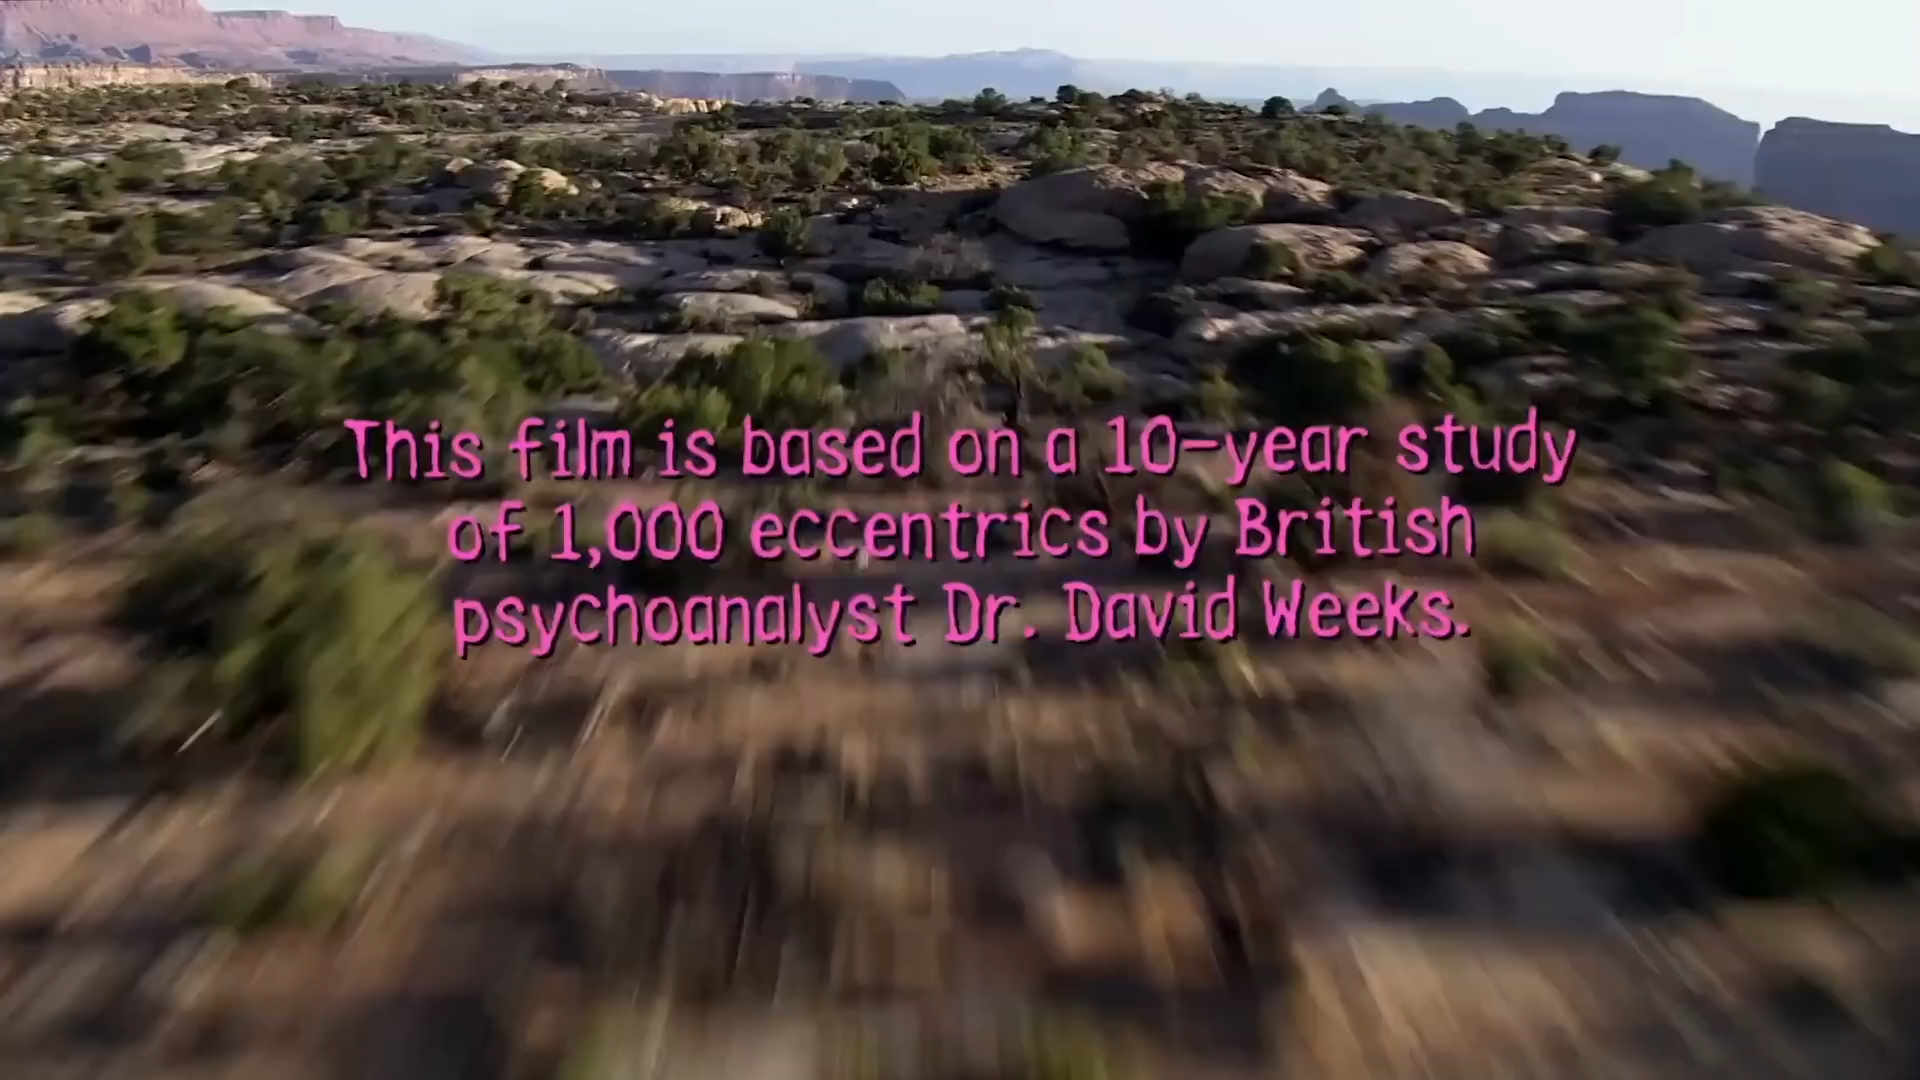 This film is based on a 10-year study
of 1,000 eccentrics by British
psychoanalyst Dr. David Weeks.